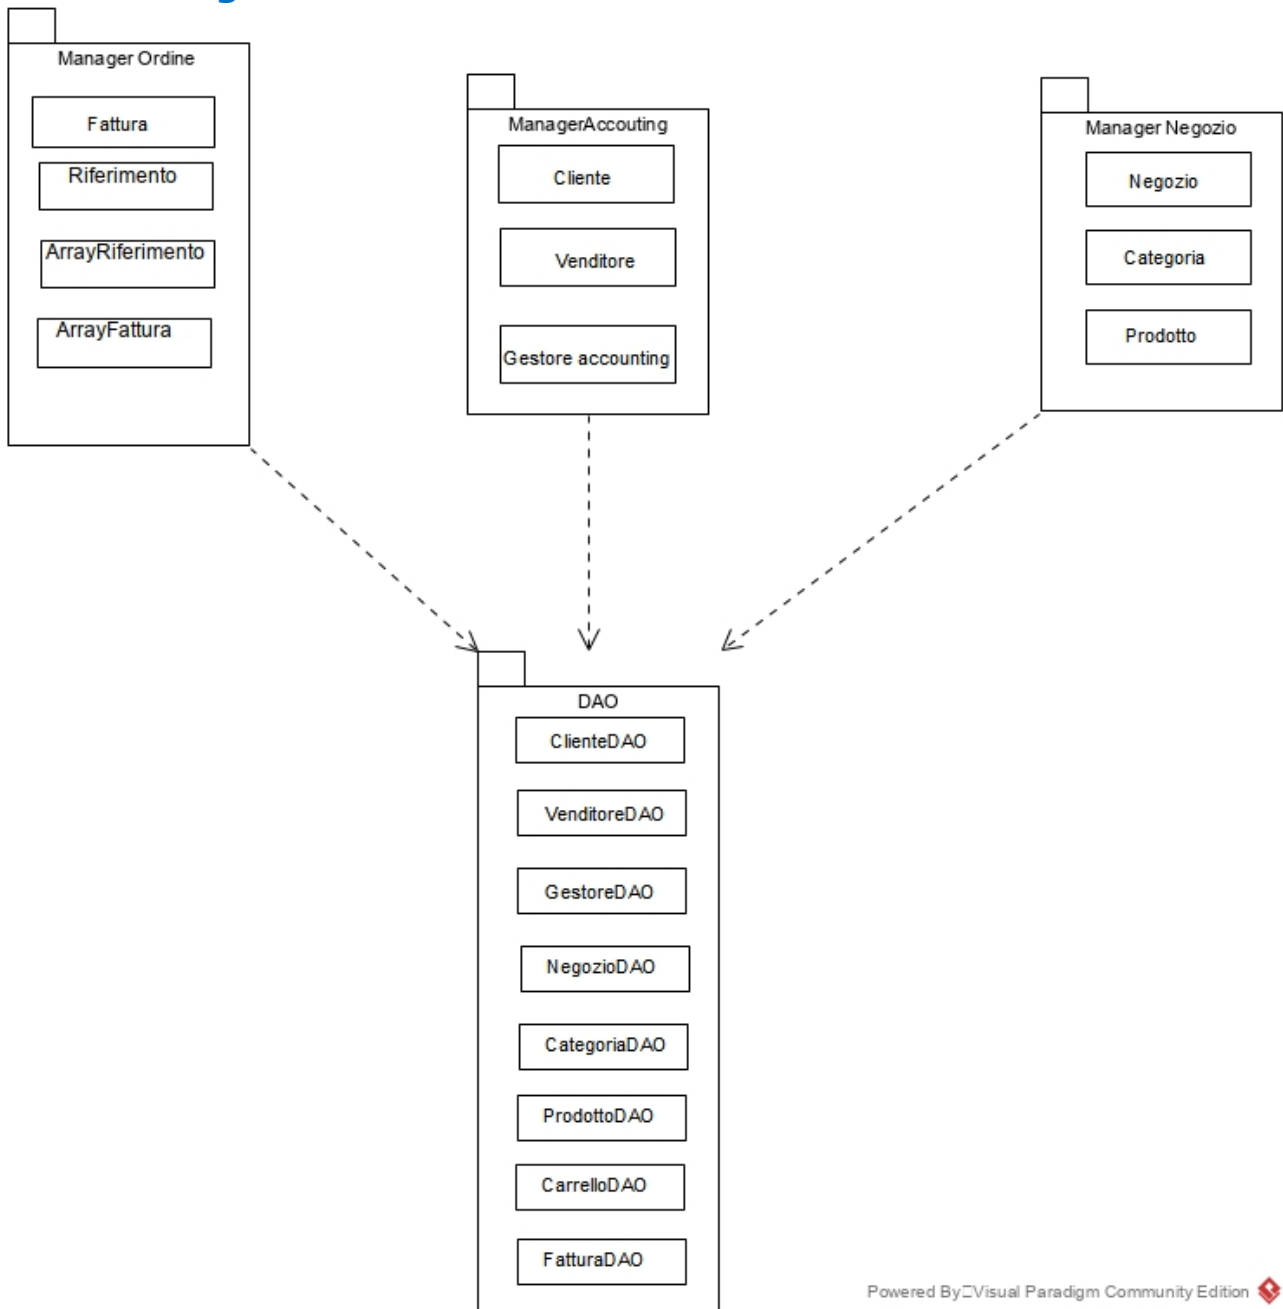 Manager Ordine
Fattura
Riferimento
ArrayRiferimento
ArrayFattura
ManagerAccouting
Cliente
Venditore
Gestore accounting
Manager Negozio
Negozio
Categoria
Prodotto
DAO
ClienteDAO
VenditoreDAO
GestoreDAO
NegozioDAO
CategoriaDAO
ProdottoDAO
CarrelloDAO
FatturaDAO
Powered By□Visual Paradigm Community Edition